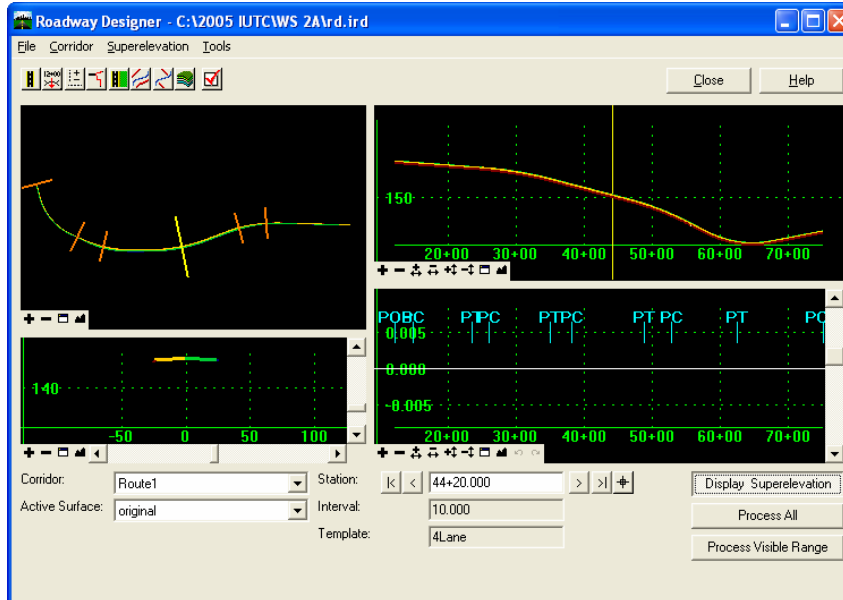 Roadway Designer - C:\2005 IUTC\WS 2A\rd.ird
File Corridor Superelevation Tools
12+00
Close Help
150
20+00 30+00 40+00 50+00 60+00 70+00
PT PC PT PC PT PC PT
0.005
0.000
-0.005
20+00 30+00 40+00 50+00 60+00 70+00
140
-50 0 50 100
Corridor: Route1
Active Surface: original
Station: 44+20.000
Interval: 10.000
Template: 4Lane
Display Superelevation
Process All
Process Visible Range